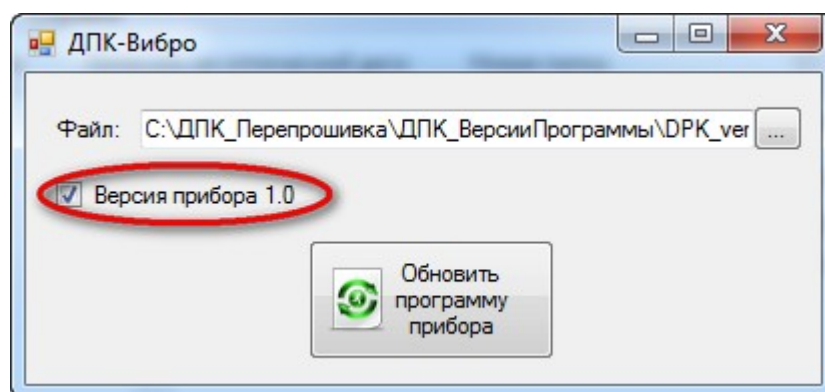 ДПК-Вибро
Файл: C:\ДПК_Перепрошивка\ДПК_ВерсииПрограммы\DPK_ver ...
Версия прибора 1.0
Обновить
программу
прибора